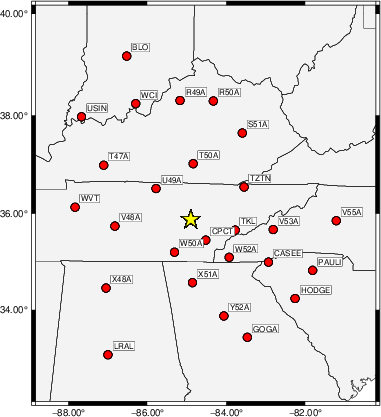 40.00°
BLO
WCI
R49A
R50A
USIN
38.00°
S51A
T47A
T50A
U49A
TZTN
WVT
36.00°
V48A
TKL
V53A
V55A
CPCT
W50A
W52A
CASEE
PAULI
X51A
X48A
HODGE
34.00°
Y52A
GOGA
LRAL
−88.00°
−86.00°
−84.00°
−82.00°